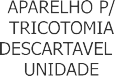 APARELHO P/
TRICOTOMIA
DESCARTAVEL
UNIDADE